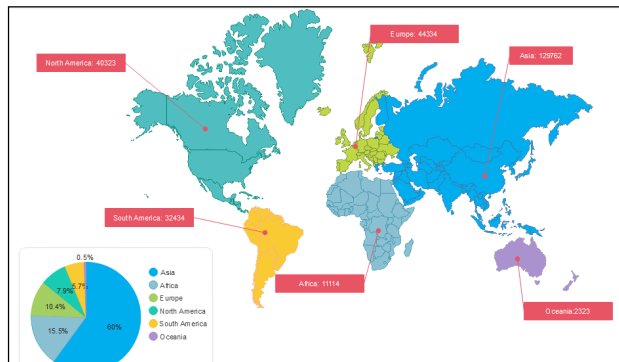 Europe: 44334
North America: 40323
Asia: 129762
South America: 32434
Africa: 11114
Oceania:2323
0.5%
5.7%
7.9%
10.4%
15.5%
60%
Asia
Africa
Europe
North America
South America
Oceania